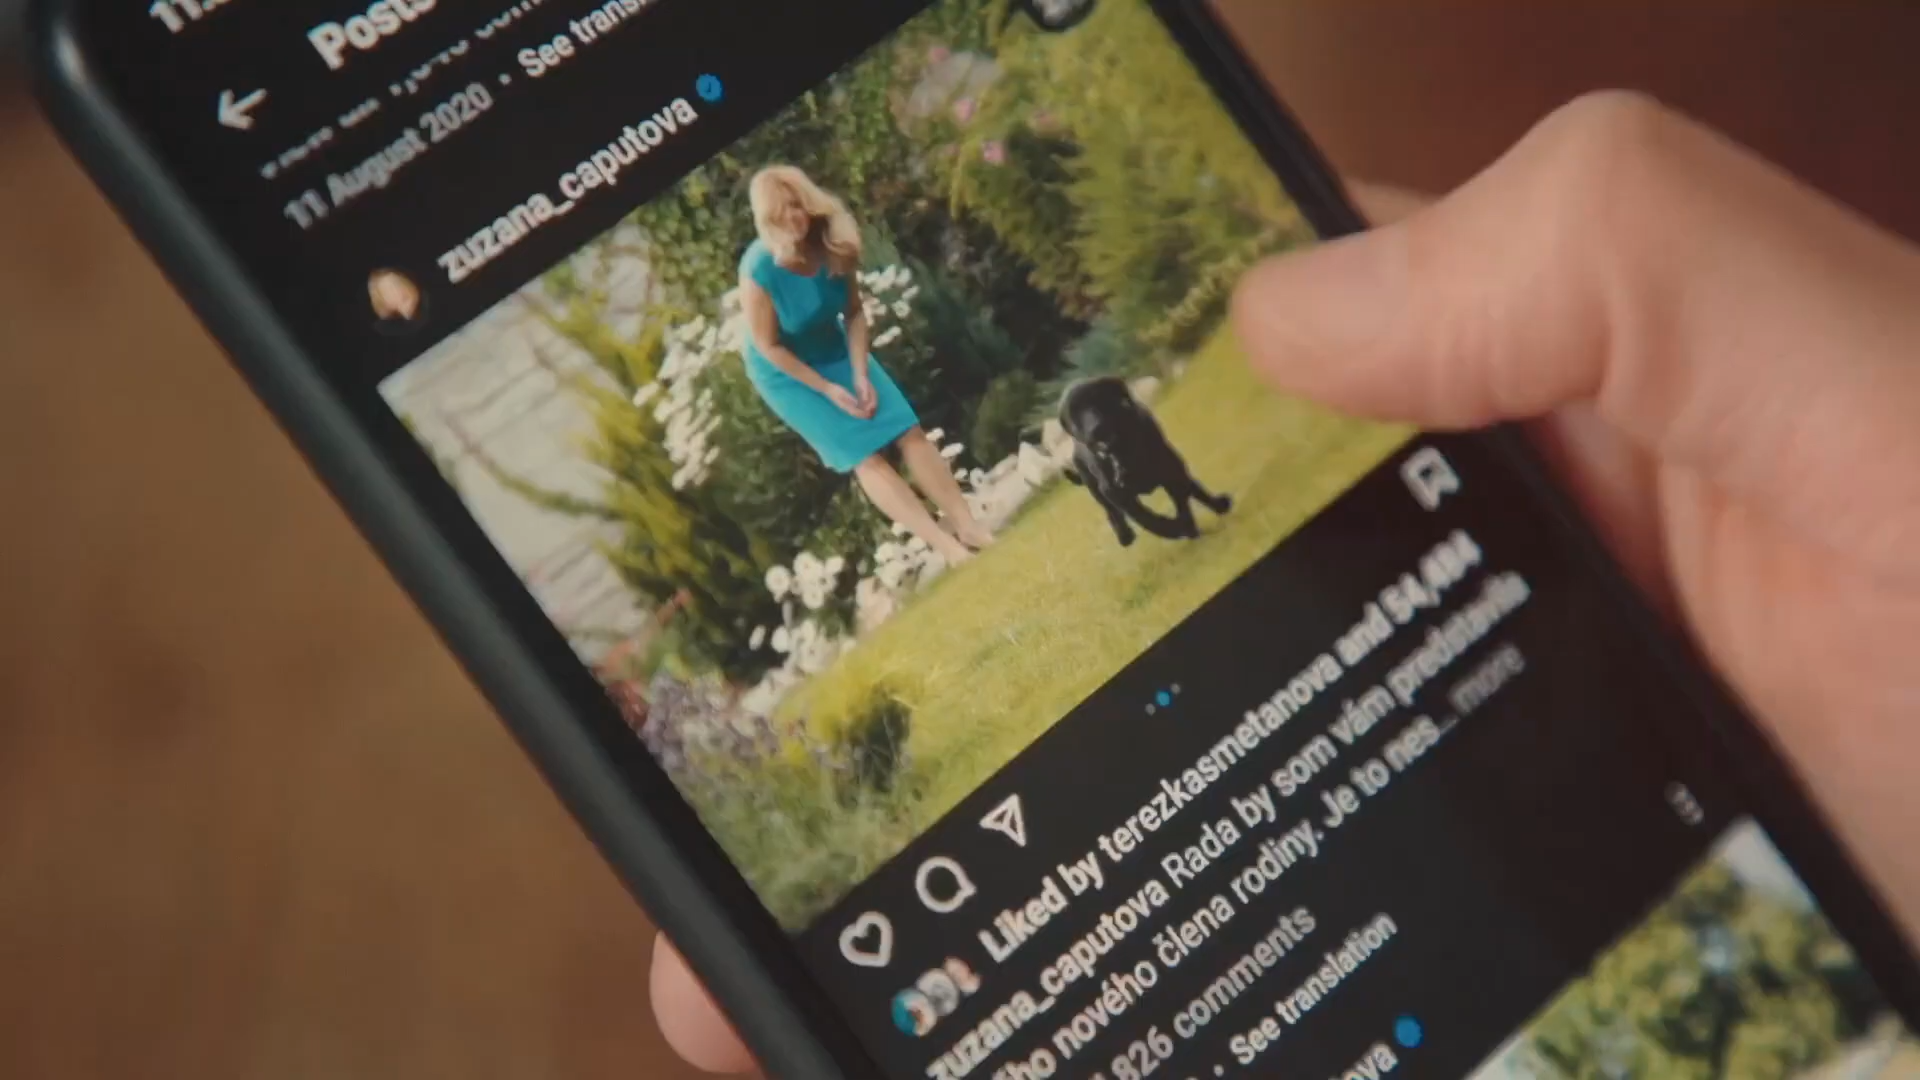 Posts
11 August 2020 · See
zuzana_caputova
Liked by terezkasmetanova and 54,484
zuzana_caputova Rada by som vám predstavila
nového člena rodiny. Je to nes... more
826 comments
· See translation